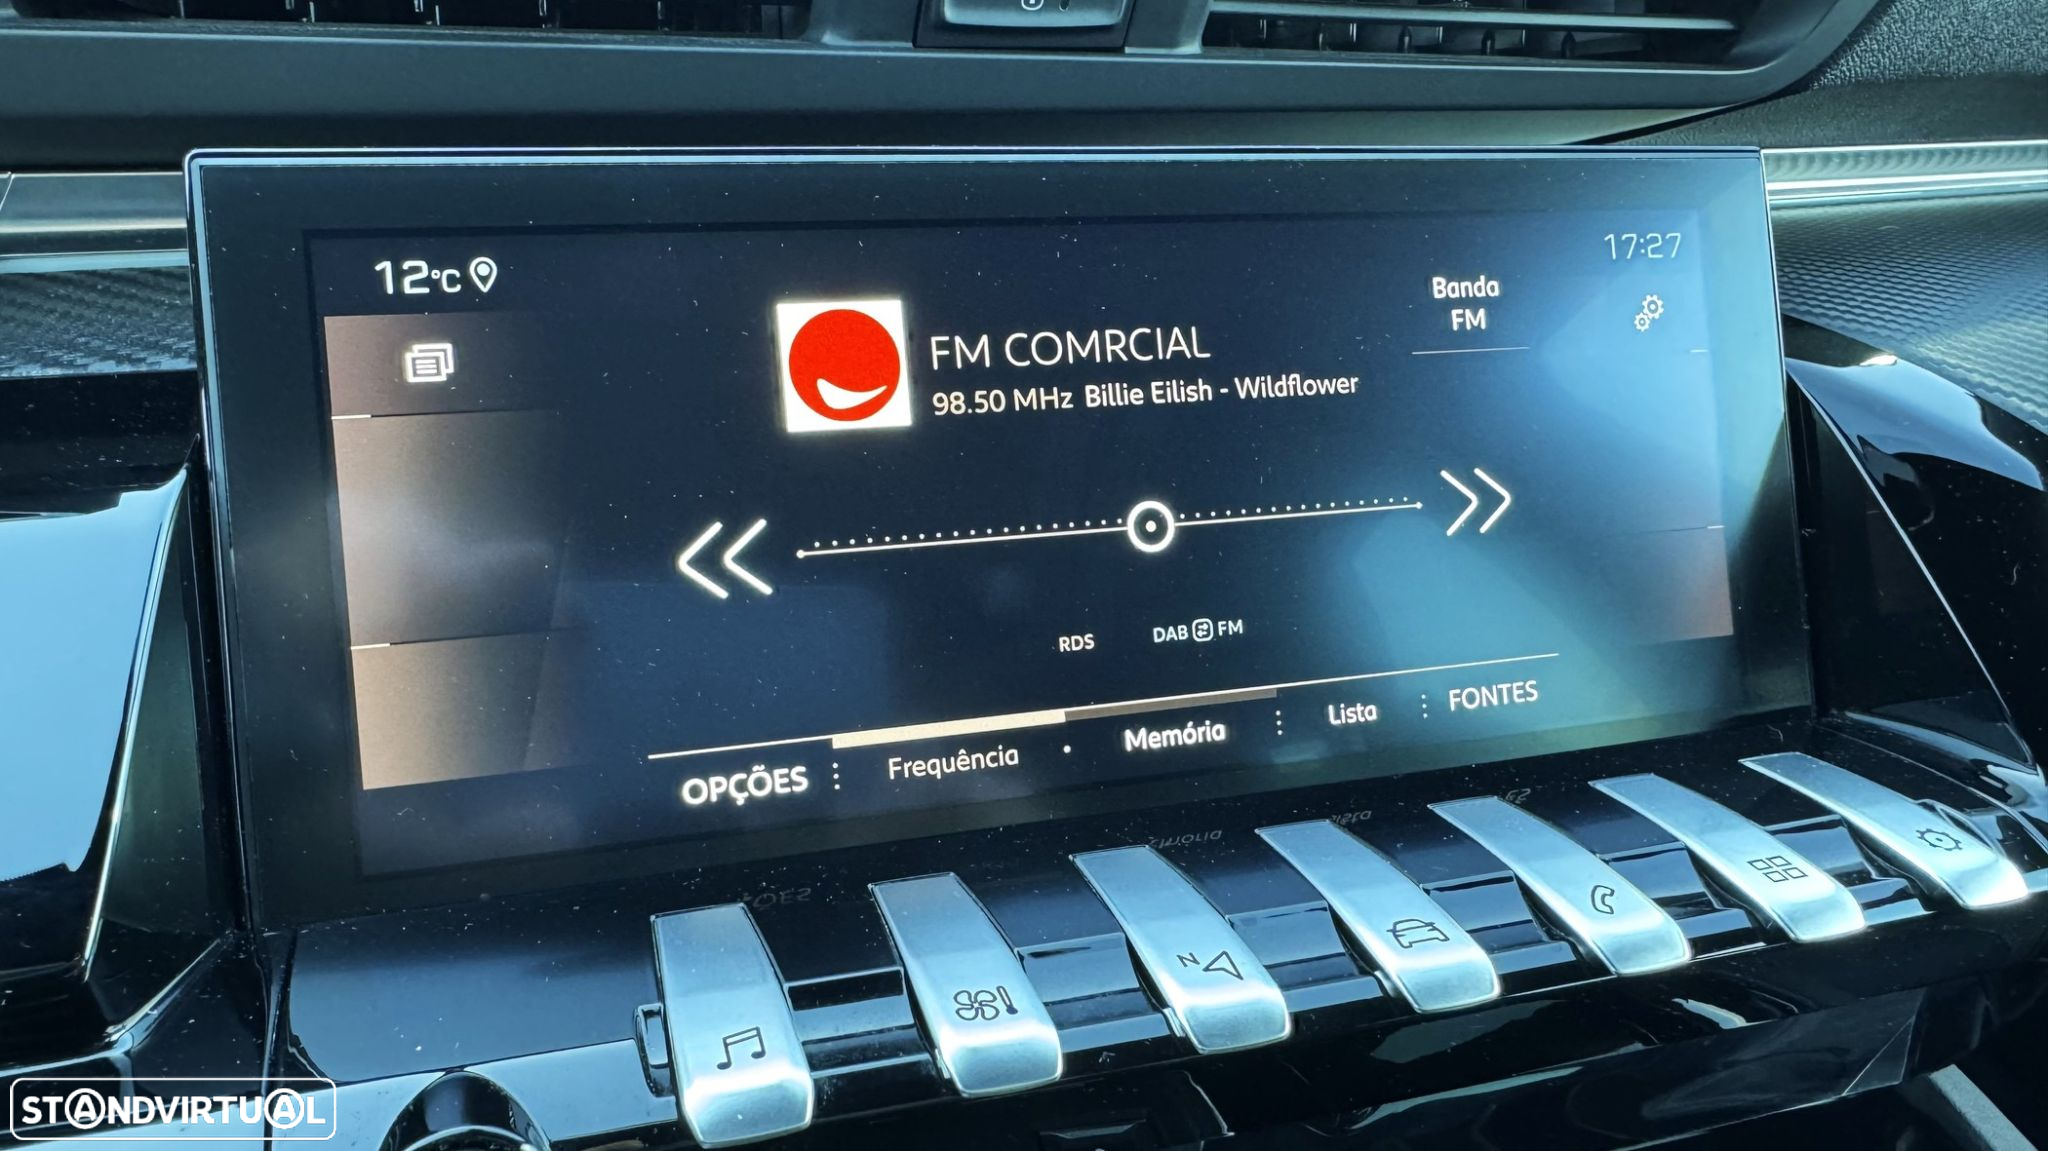 12°C
17:27
Banda
FM
FM COMRCIAL
98.50 MHz Billie Eilish - Wildflower
RDS
DAB FM
OPÇÕES
Frequência
Memória
Lista
FONTES
N
STANDVIRTUAL